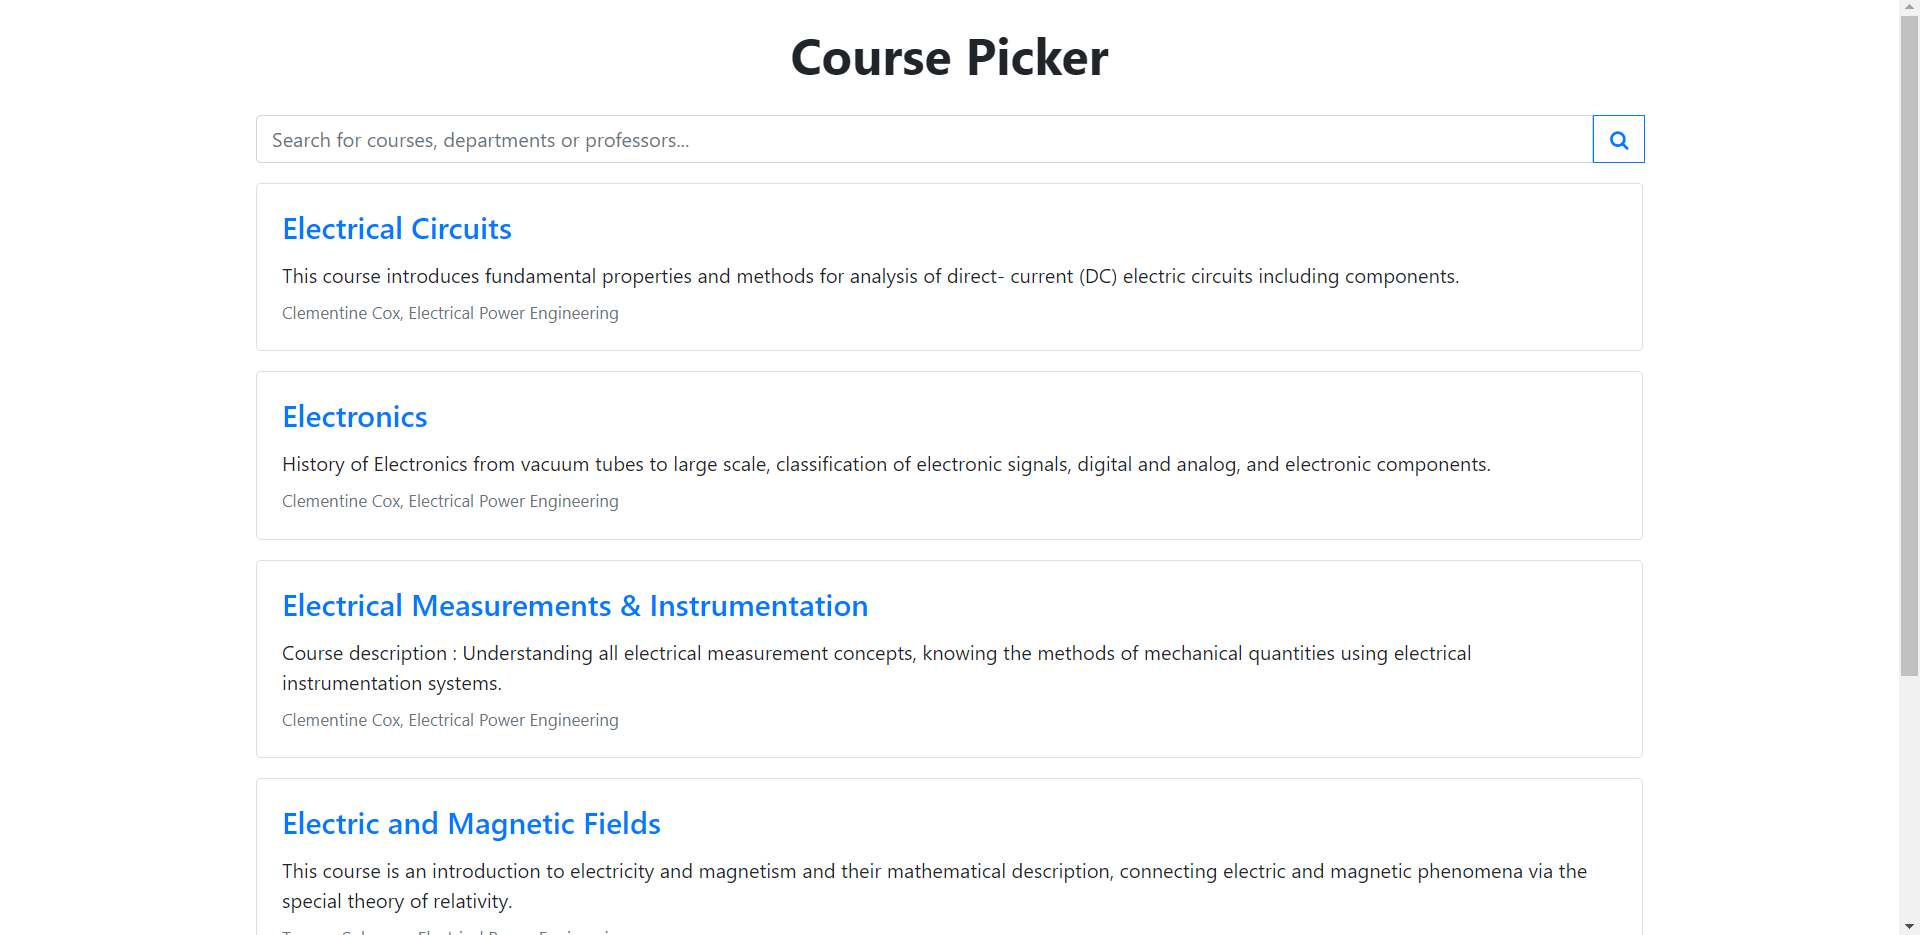 Course Picker
Search for courses, departments or professors...
Electrical Circuits
This course introduces fundamental properties and methods for analysis of direct- current (DC) electric circuits including components.
Clementine Cox, Electrical Power Engineering
Electronics
History of Electronics from vacuum tubes to large scale, classification of electronic signals, digital and analog, and electronic components.
Clementine Cox, Electrical Power Engineering
Electrical Measurements & Instrumentation
Course description : Understanding all electrical measurement concepts, knowing the methods of mechanical quantities using electrical
instrumentation systems.
Clementine Cox, Electrical Power Engineering
Electric and Magnetic Fields
This course is an introduction to electricity and magnetism and their mathematical description, connecting electric and magnetic phenomena via the
special theory of relativity.